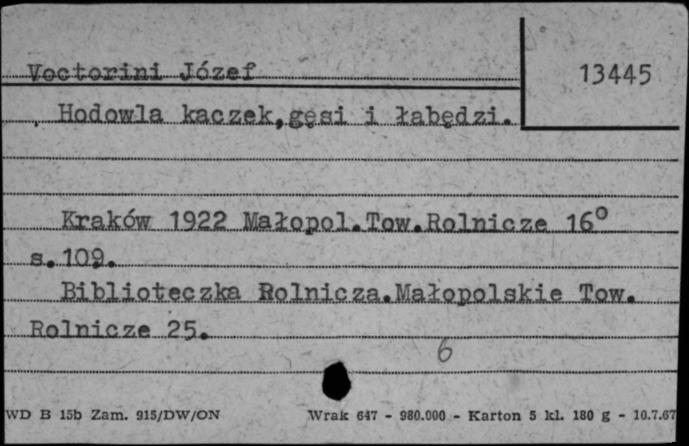 Voctorini Józef
13445
Hodowla kaczek,gęsi i łabędzi.
Kraków 1922 Małopol.Tow.Rolnicze 16°
s.109.
Biblioteczka Rolnicza.Małopolskie Tow.
Rolnicze 25.
6
WD B 15b Zam. 915/DW/ON Wrak 647 - 980.000 - Karton 5 kl. 180 g - 10.7.67